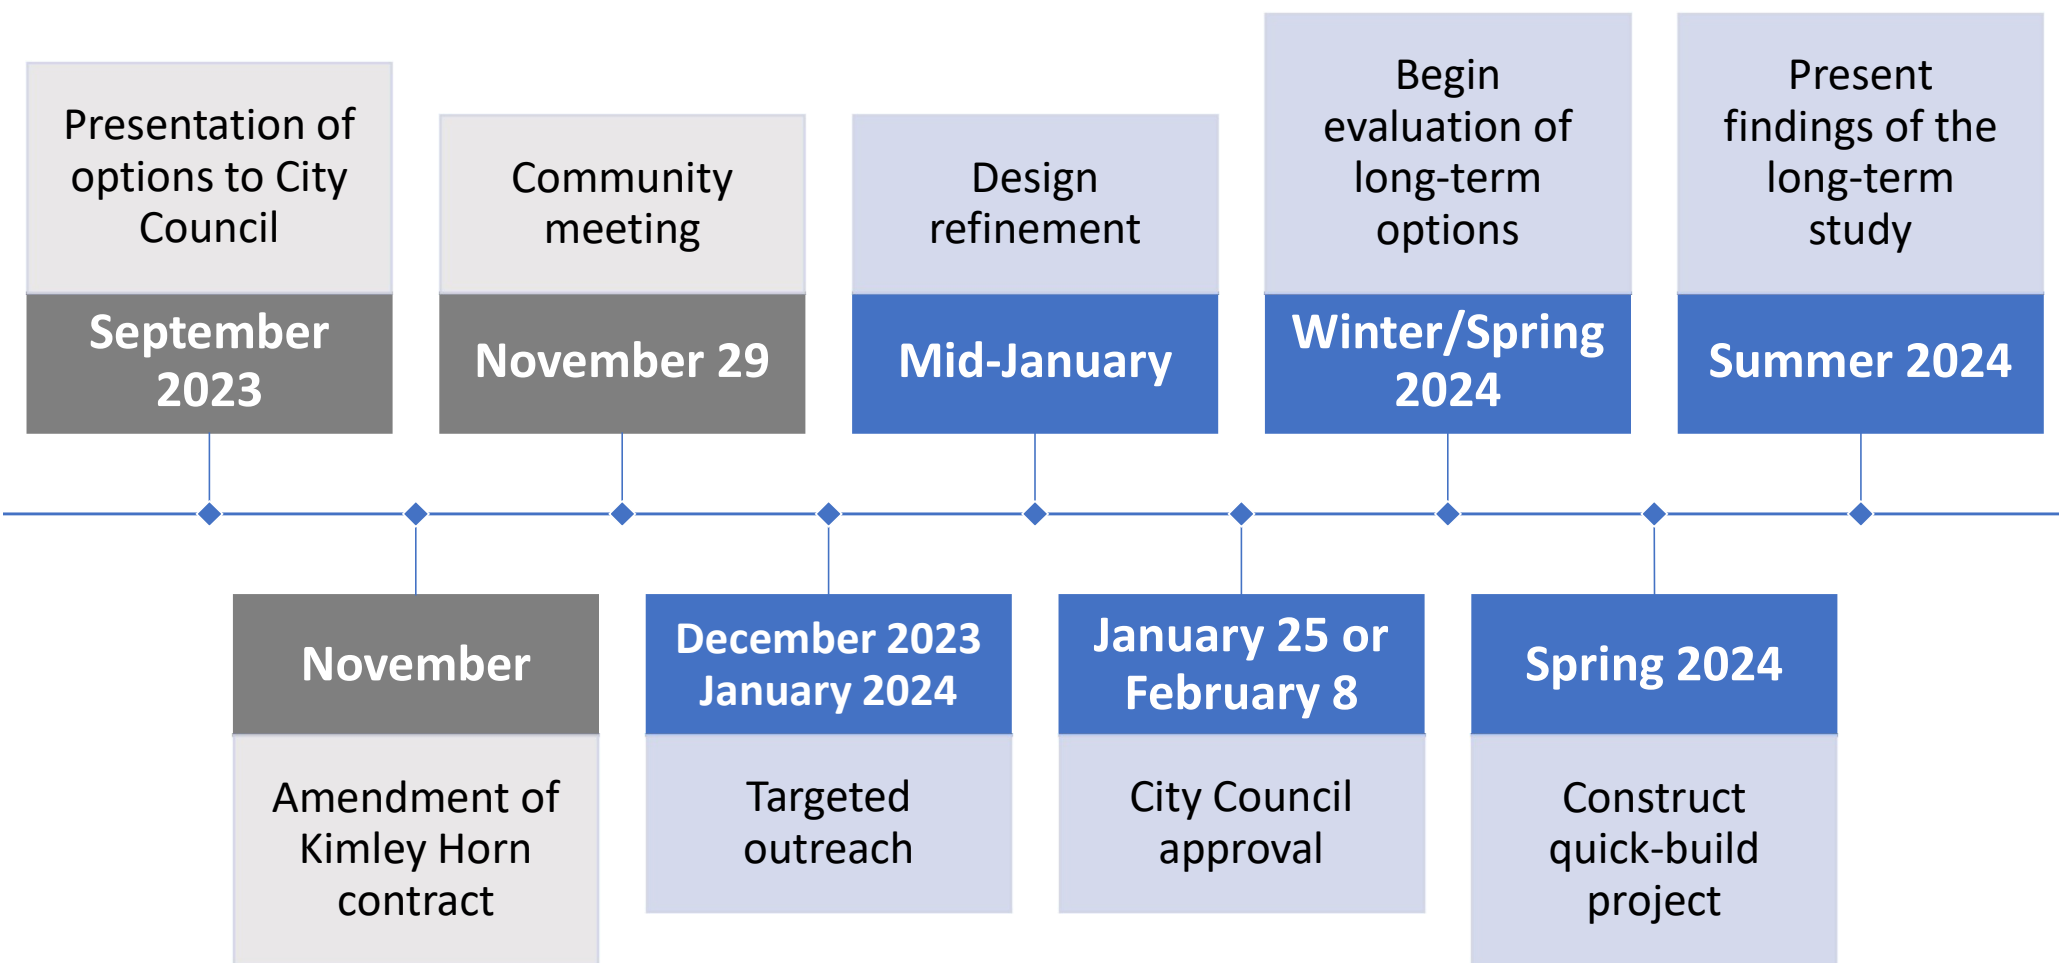 Presentation of
options to City
Council
September
2023
November
Amendment of
Kimley Horn
contract
Community
meeting
November 29
December 2023
January 2024
Targeted
outreach
Design
refinement
Mid-January
January 25 or
February 8
City Council
approval
Begin
evaluation of
long-term
options
Winter/Spring
2024
Spring 2024
Construct
quick-build
project
Present
findings of the
long-term
study
Summer 2024